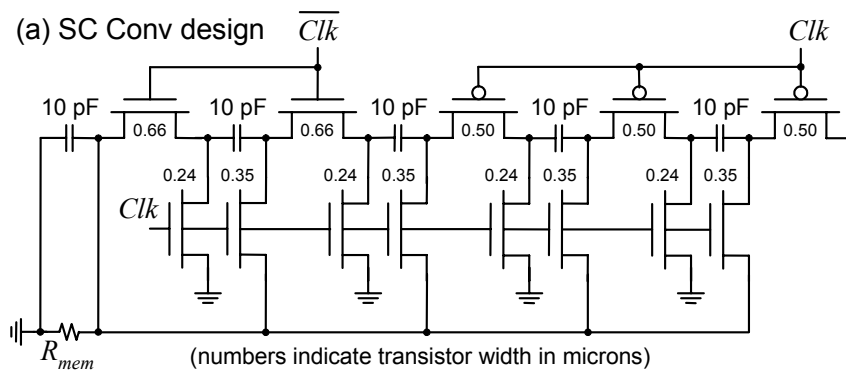 (a) SC Conv design
Clk
Clk
10 pF
10 pF
10 pF
10 pF
10 pF
0.66
0.66
0.50
0.50
0.50
0.24
0.35
0.24
0.35
0.24
0.35
0.24
0.35
Clk
R_mem
(numbers indicate transistor width in microns)